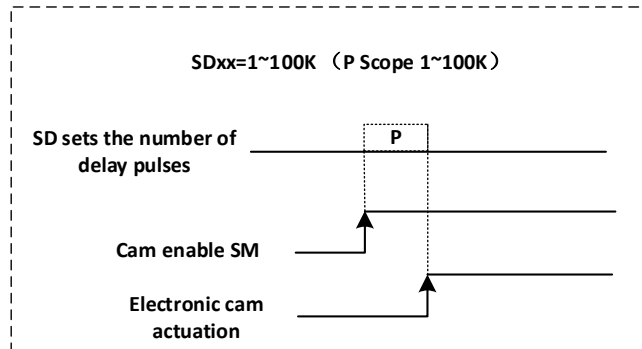 SDxx=1~100K （P Scope 1~100K）
SD sets the number of
delay pulses
P
Cam enable SM
Electronic cam
actuation